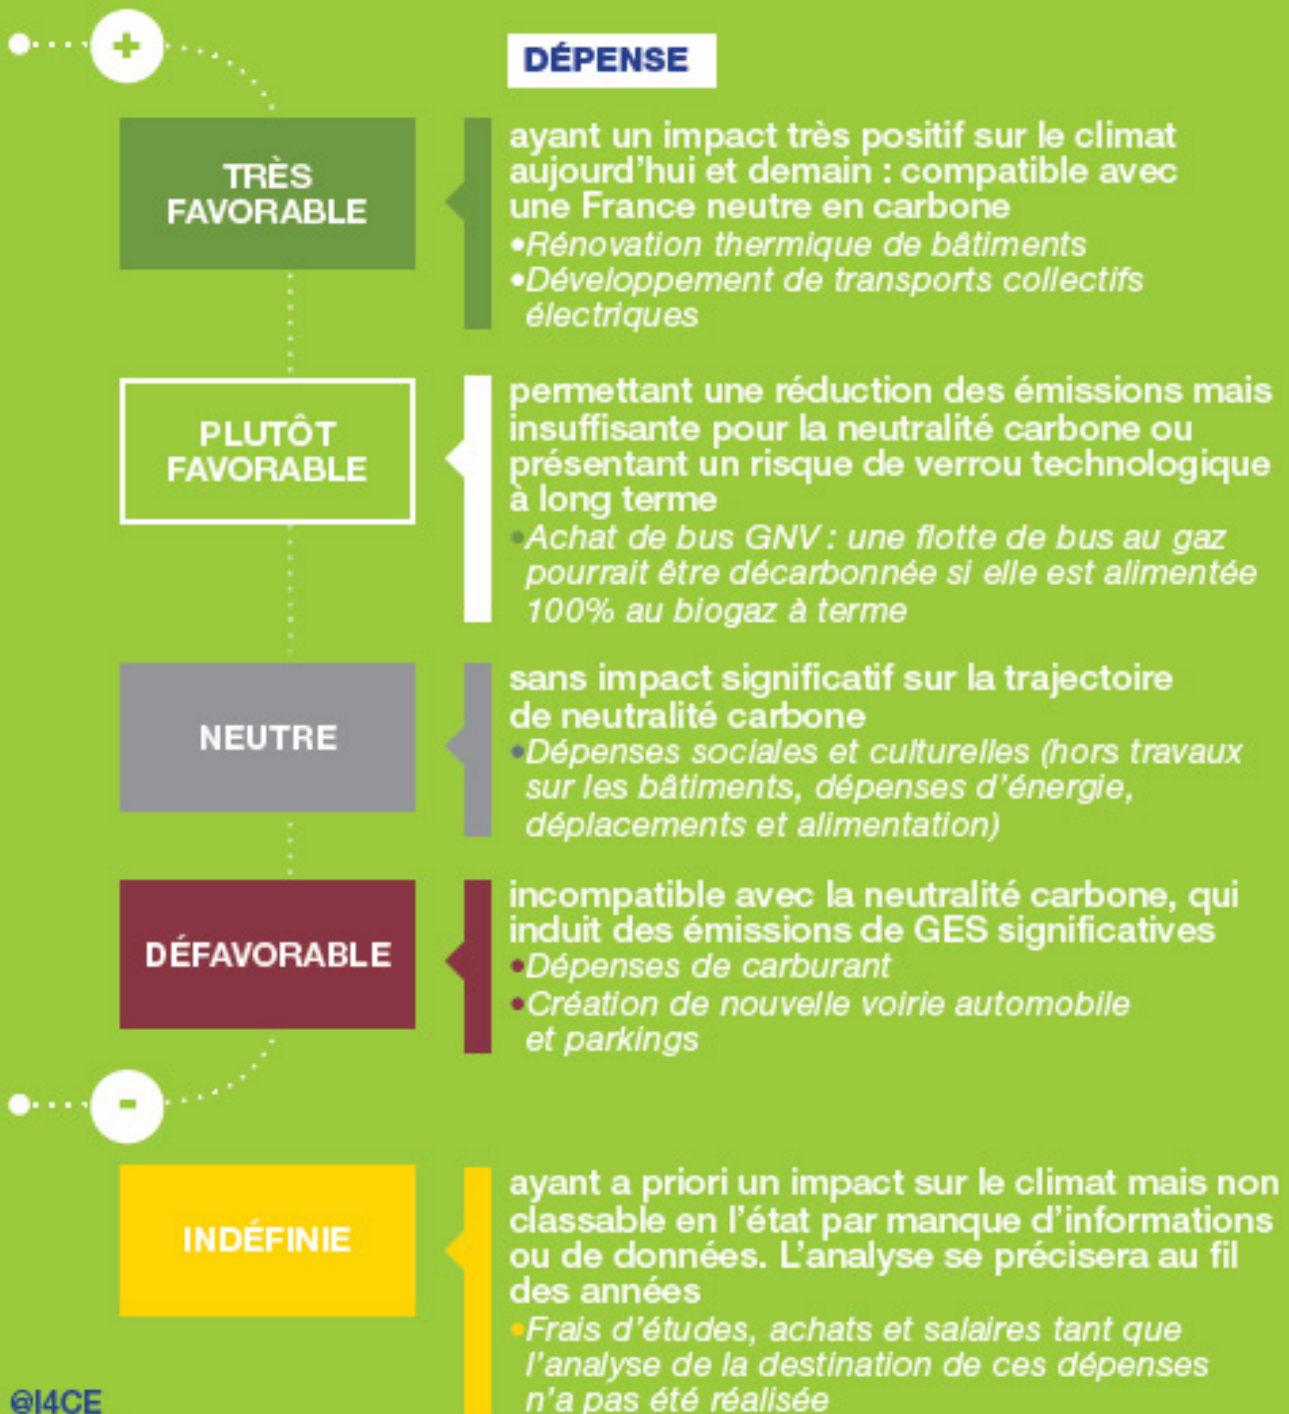 +
DÉPENSE
TRÈS
FAVORABLE
ayant un impact très positif sur le climat
aujourd'hui et demain : compatible avec
une France neutre en carbone
•Rénovation thermique de bâtiments
•Développement de transports collectifs
électriques
PLUTÔT
FAVORABLE
permettant une réduction des émissions mais
insuffisante pour la neutralité carbone ou
présentant un risque de verrou technologique
à long terme
•Achat de bus GNV : une flotte de bus au gaz
pourrait être décarbonnée si elle est alimentée
100% au biogaz à terme
NEUTRE
sans impact significatif sur la trajectoire
de neutralité carbone
•Dépenses sociales et culturelles (hors travaux
sur les bâtiments, dépenses d'énergie,
déplacements et alimentation)
DÉFAVORABLE
incompatible avec la neutralité carbone, qui
induit des émissions de GES significatives
•Dépenses de carburant
•Création de nouvelle voirie automobile
et parkings
-
INDÉFINIE
ayant a priori un impact sur le climat mais non
classable en l'état par manque d'informations
ou de données. L'analyse se précisera au fil
des années
•Frais d'études, achats et salaires tant que
l'analyse de la destination de ces dépenses
n'a pas été réalisée
@I4CE